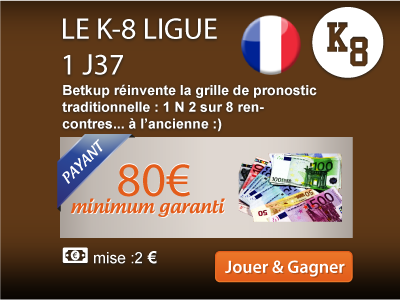 LE K-8 LIGUE
1 J37
K8
Betkup réinvente la grille de pronostic
traditionnelle : 1 N 2 sur 8 ren-
contres... à l'ancienne :)
PAYANT
80€
minimum garanti
mise :2 €
Jouer & Gagner